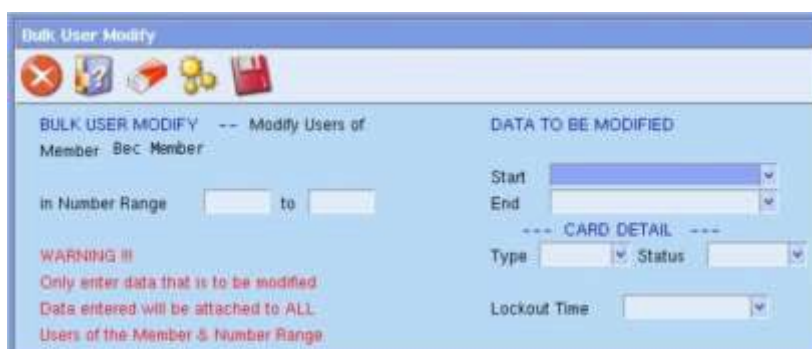 Bulk User Modify
BULK USER MODIFY -- Modify Users of
Member Bec Member
in Number Range to
WARNING !!!
Only enter data that is to be modified
Data entered will be attached to ALL
Users of the Member & Number Range
DATA TO BE MODIFIED
Start
End
--- CARD DETAIL ---
Type Status
Lockout Time